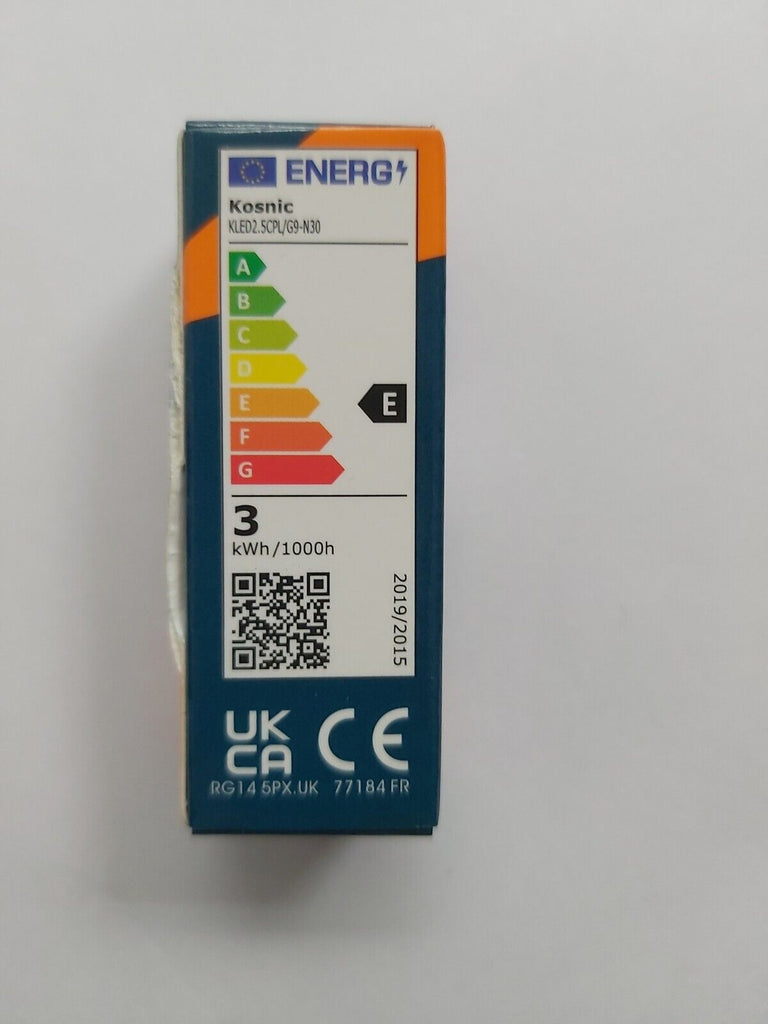 ENERG
Kosnic
KLED2.5CPL/G9-N30
A
B
C
D
E
E
F
G
3
kWh/1000h
2019/2015
UK
CA
CE
RG14 5PX.UK 77184 FR